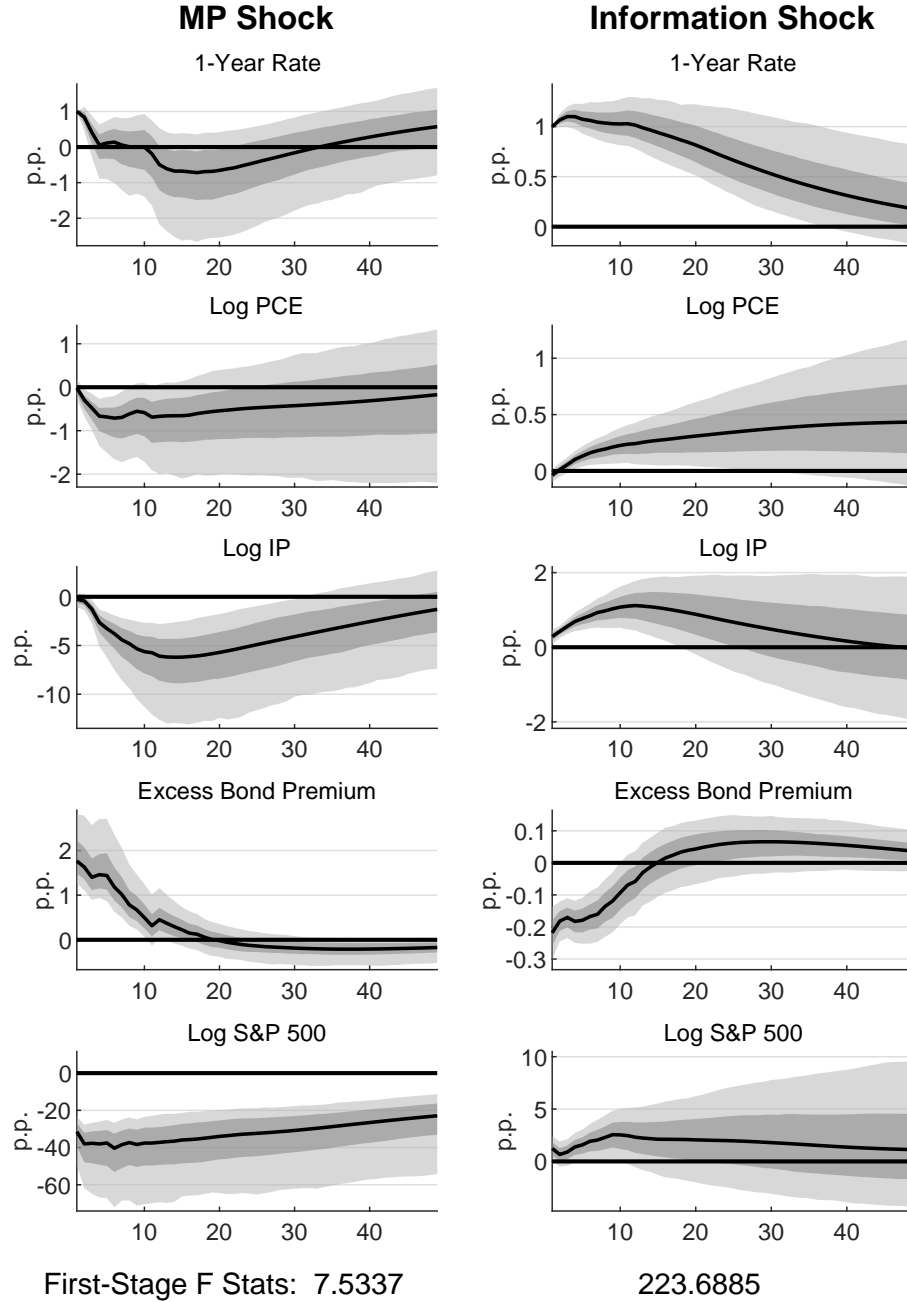 MP Shock
Information Shock
1-Year Rate
p.p.
1
0
-1
-2
10 20 30 40
1-Year Rate
p.p.
1
0.5
0
10 20 30 40
Log PCE
p.p.
1
0
-1
-2
10 20 30 40
Log PCE
p.p.
1
0.5
0
10 20 30 40
Log IP
p.p.
0
-5
-10
10 20 30 40
Log IP
p.p.
2
0
-2
10 20 30 40
Excess Bond Premium
p.p.
2
1
0
10 20 30 40
Excess Bond Premium
p.p.
0.1
0
-0.1
-0.2
-0.3
10 20 30 40
Log S&P 500
p.p.
0
-20
-40
-60
10 20 30 40
Log S&P 500
p.p.
10
5
0
10 20 30 40
First-Stage F Stats: 7.5337
223.6885